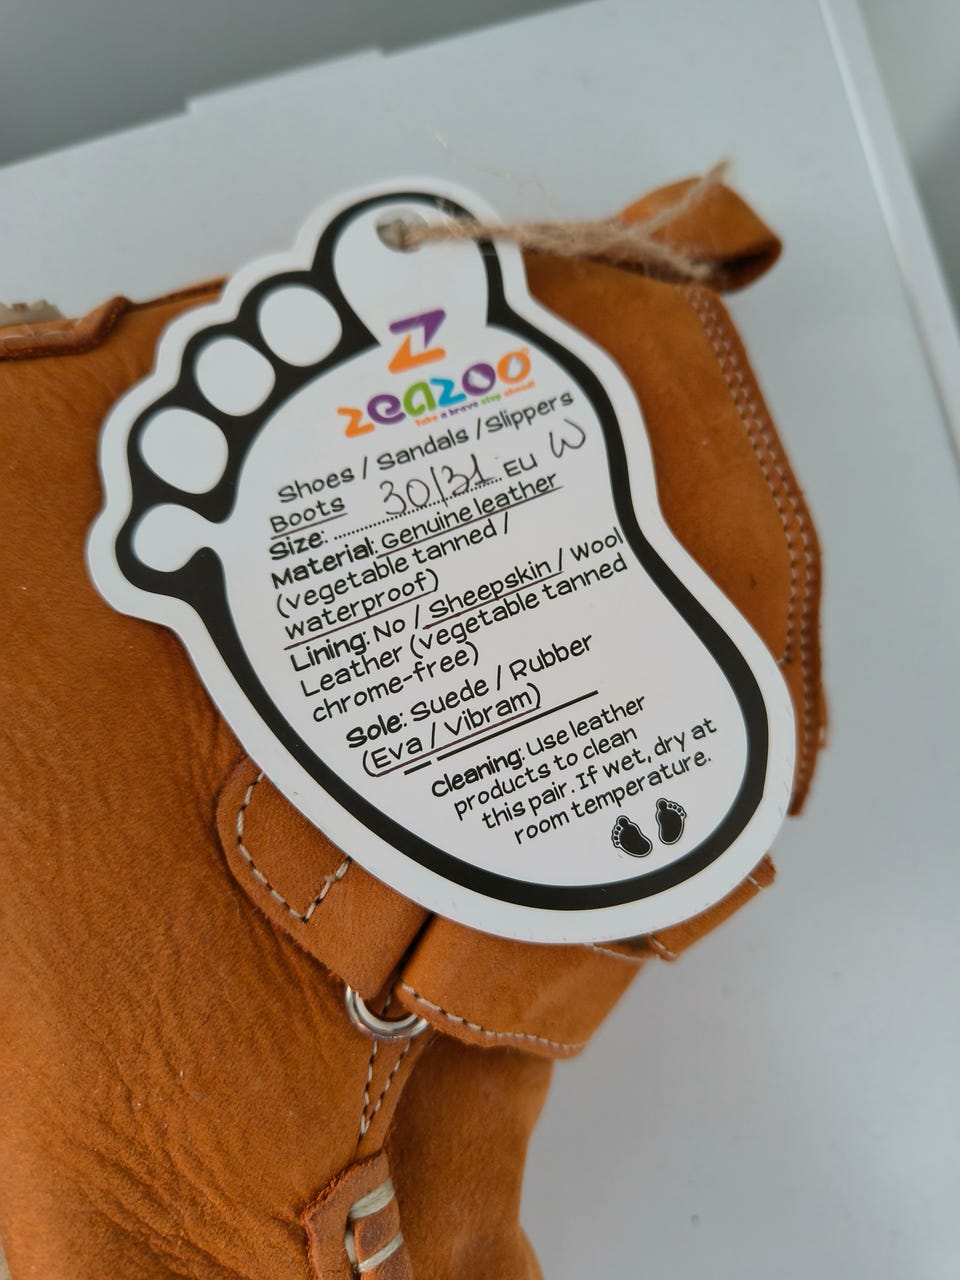 Z
zeazoo
Take a brave step ahead!
Shoes / Sandals / Slippers
Boots
Size: 30/31 EU W
Material: Genuine leather
(vegetable tanned /
waterproof)
Lining: No / Sheepskin / Wool
Leather (vegetable tanned
chrome-free)
Sole: Suede / Rubber
(Eva / Vibram)
Cleaning: Use leather
products to clean
this pair. If wet, dry at
room temperature.